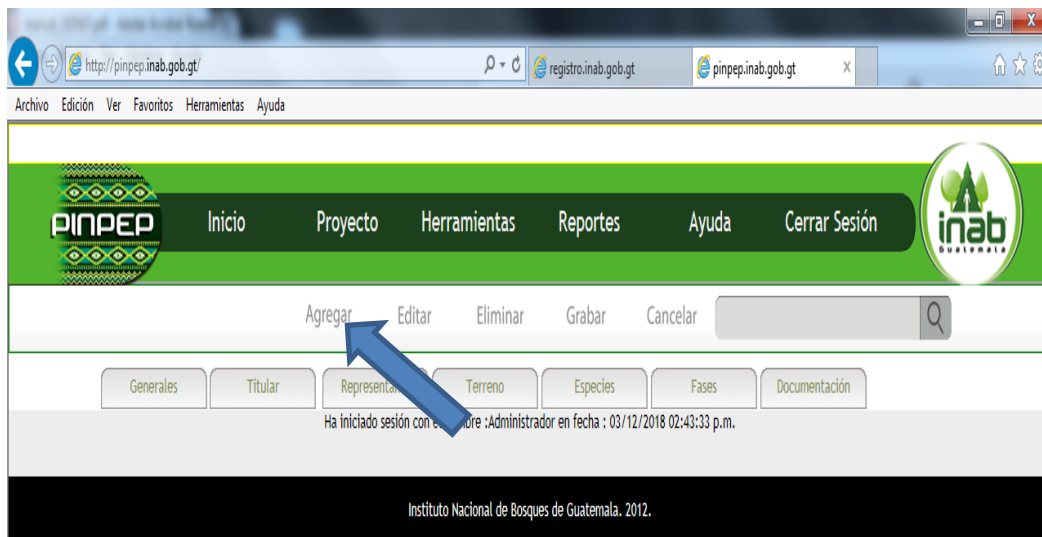 http://pinpep.inab.gob.gt/
registro.inab.gob.gt
pinpep.inab.gob.gt
Archivo Edición Ver Favoritos Herramientas Ayuda
PINPEP Inicio Proyecto Herramientas Reportes Ayuda Cerrar Sesión
inab
Guatemala
Agregar Editar Eliminar Grabar Cancelar
Generales Titular Terreno Especies Fases Documentación
Ha iniciado sesión con :Administrador en fecha : 03/12/2018 02:43:33 p.m.
Instituto Nacional de Bosques de Guatemala. 2012.